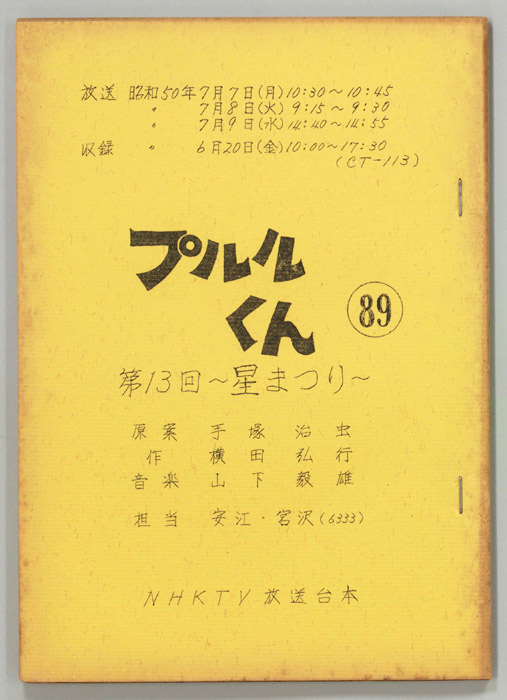 放送 昭和50年7月7日(月)10:30〜10:45
〃 7月8日(火) 9:15〜9:30
〃 7月9日(水)14:40〜14:55
収録 〃 6月20日(金)10:00〜17:30
(CT-113)
プルル
くん
89
第13回〜星まつり〜
原案 手塚治虫
作 横田弘行
音楽 山下毅雄
担当 安江・宮沢(6333)
NHKTV放送台本